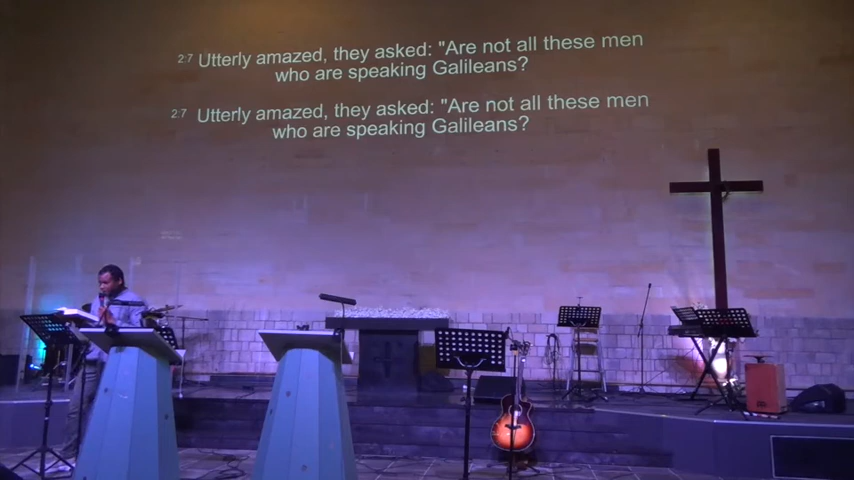 2:7 Utterly amazed, they asked: "Are not all these men
who are speaking Galileans?
2:7 Utterly amazed, they asked: "Are not all these men
who are speaking Galileans?